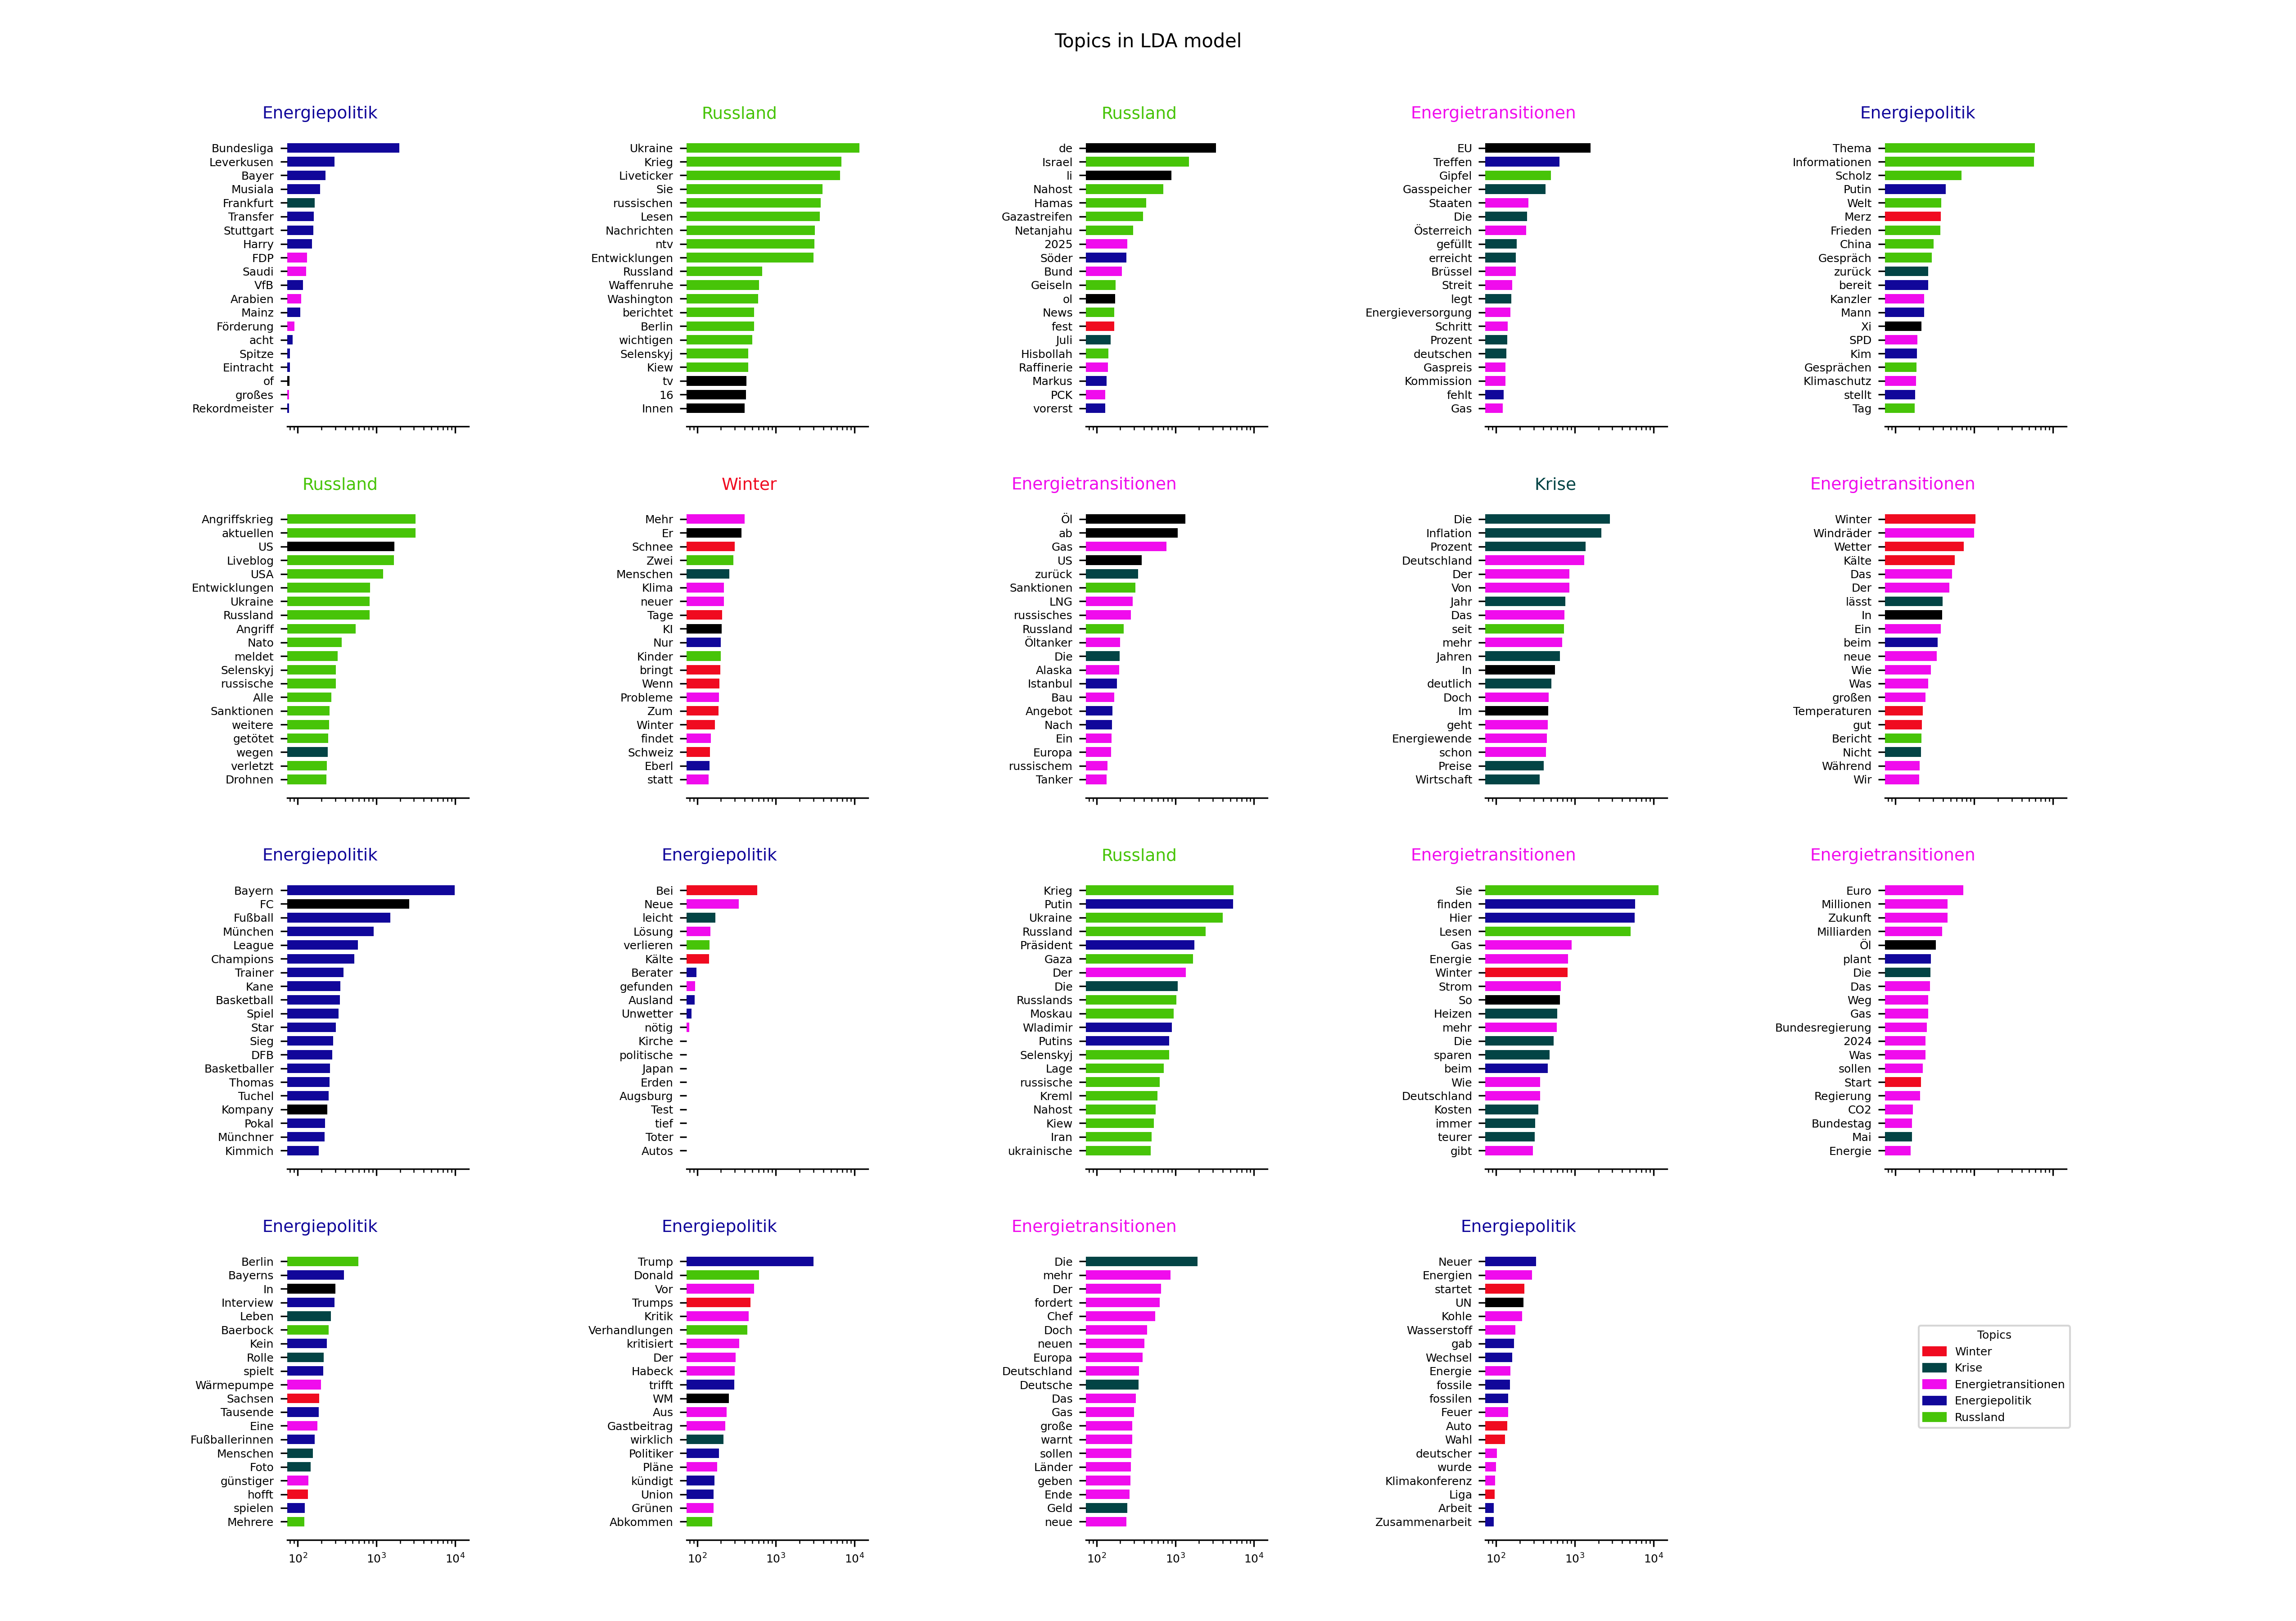 Topics in LDA model
Energiepolitik
Bundesliga
Leverkusen
Bayer
Musiala
Frankfurt
Transfer
Stuttgart
Harry
FDP
Saudi
VfB
Arabien
Mainz
Förderung
acht
Spitze
Eintracht
of
großes
Rekordmeister
Russland
Ukraine
Krieg
Liveticker
Sie
russischen
Lesen
Nachrichten
ntv
Entwicklungen
Russland
Waffenruhe
Washington
berichtet
Berlin
wichtigen
Selenskyj
Kiew
tv
16
Innen
Russland
de
Israel
li
Nahost
Hamas
Gazastreifen
Netanjahu
2025
Söder
Bund
Geiseln
ol
News
fest
Juli
Hisbollah
Raffinerie
Markus
PCK
vorerst
Energietransitionen
EU
Treffen
Gipfel
Gasspeicher
Staaten
Die
Österreich
gefüllt
erreicht
Brüssel
Streit
legt
Energieversorgung
Schritt
Prozent
deutschen
Gaspreis
Kommission
fehlt
Gas
Energiepolitik
Thema
Informationen
Scholz
Putin
Welt
Merz
Frieden
China
Gespräch
zurück
bereit
Kanzler
Mann
Xi
SPD
Kim
Gesprächen
Klimaschutz
stellt
Tag
Russland
Angriffskrieg
aktuellen
US
Liveblog
USA
Entwicklungen
Ukraine
Russland
Angriff
Nato
meldet
Selenskyj
russische
Alle
Sanktionen
weitere
getötet
wegen
verletzt
Drohnen
Winter
Mehr
Er
Schnee
Zwei
Menschen
Klima
neuer
Tage
KI
Nur
Kinder
bringt
Wenn
Probleme
Zum
Winter
findet
Schweiz
Eberl
statt
Energietransitionen
Öl
ab
Gas
US
zurück
Sanktionen
LNG
russisches
Russland
Öltanker
Die
Alaska
Istanbul
Bau
Angebot
Nach
Ein
Europa
russischem
Tanker
Krise
Die
Inflation
Prozent
Deutschland
Der
Von
Jahr
Das
seit
mehr
Jahren
In
deutlich
Doch
Im
geht
Energiewende
schon
Preise
Wirtschaft
Energietransitionen
Winter
Windräder
Wetter
Kälte
Das
Der
lässt
In
Ein
beim
neue
Wie
Was
großen
Temperaturen
gut
Bericht
Nicht
Während
Wir
Energiepolitik
Bayern
FC
Fußball
München
League
Champions
Trainer
Kane
Basketball
Spiel
Star
Sieg
DFB
Basketballer
Thomas
Tuchel
Kompany
Pokal
Münchner
Kimmich
Energiepolitik
Bei
Neue
leicht
Lösung
verlieren
Kälte
Berater
gefunden
Ausland
Unwetter
nötig
Kirche
politische
Japan
Erden
Augsburg
Test
tief
Toter
Autos
Russland
Krieg
Putin
Ukraine
Russland
Präsident
Gaza
Der
Die
Russlands
Moskau
Wladimir
Putins
Selenskyj
Lage
russische
Kreml
Nahost
Kiew
Iran
ukrainische
Energietransitionen
Sie
finden
Hier
Lesen
Gas
Energie
Winter
Strom
So
Heizen
mehr
Die
sparen
beim
Wie
Deutschland
Kosten
immer
teurer
gibt
Energietransitionen
Euro
Millionen
Zukunft
Milliarden
Öl
plant
Die
Das
Weg
Gas
Bundesregierung
2024
Was
sollen
Start
Regierung
CO2
Bundestag
Mai
Energie
Energiepolitik
Berlin
Bayerns
In
Interview
Leben
Baerbock
Kein
Rolle
spielt
Wärmepumpe
Sachsen
Tausende
Eine
Fußballerinnen
Menschen
Foto
günstiger
hofft
spielen
Mehrere
10² 10³ 10⁴
Energiepolitik
Trump
Donald
Vor
Trumps
Kritik
Verhandlungen
kritisiert
Der
Habeck
trifft
WM
Aus
Gastbeitrag
wirklich
Politiker
Pläne
kündigt
Union
Grünen
Abkommen
10² 10³ 10⁴
Energietransitionen
Die
mehr
Der
fordert
Chef
Doch
neuen
Europa
Deutschland
Deutsche
Das
Gas
große
warnt
sollen
Länder
geben
Ende
Geld
neue
10² 10³ 10⁴
Energiepolitik
Neuer
Energien
startet
UN
Kohle
Wasserstoff
gab
Wechsel
Energie
fossile
fossilen
Feuer
Auto
Wahl
deutscher
wurde
Klimakonferenz
Liga
Arbeit
Zusammenarbeit
10² 10³ 10⁴
Topics
Winter
Krise
Energietransitionen
Energiepolitik
Russland